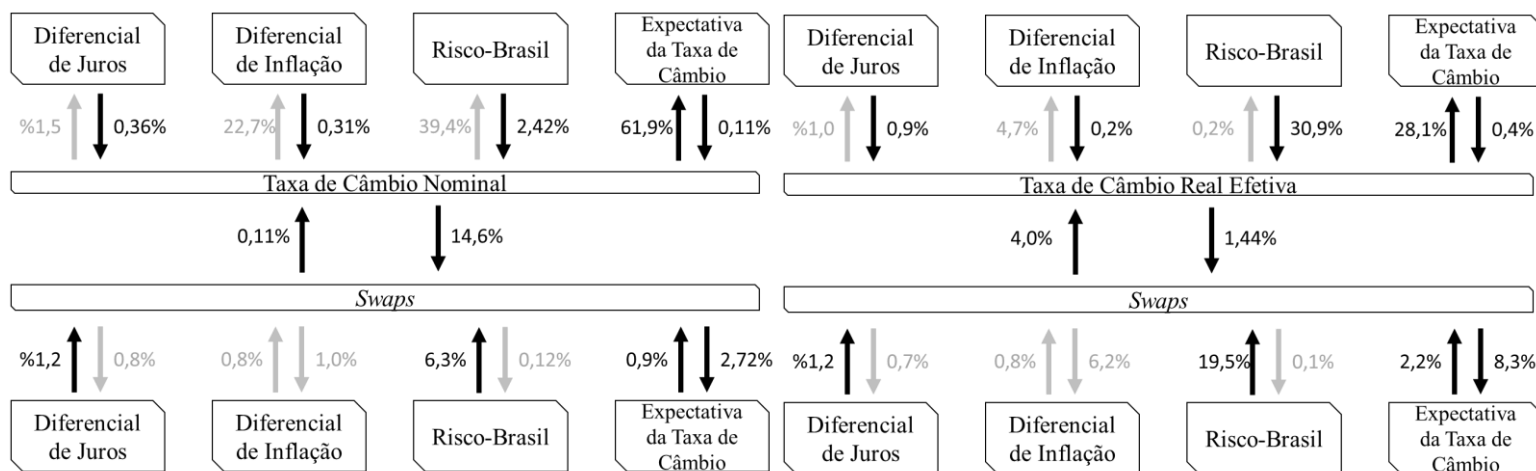 Diferencial
de Juros
Diferencial
de Inflação
Risco-Brasil
Expectativa
da Taxa de
Câmbio
%1,5
0,36%
22,7%
0,31%
39,4%
2,42%
61,9%
0,11%
Taxa de Câmbio Nominal
0,11%
14,6%
Swaps
%1,2
0,8%
0,8%
1,0%
6,3%
0,12%
0,9%
2,72%
Diferencial
de Juros
Diferencial
de Inflação
Risco-Brasil
Expectativa
da Taxa de
Câmbio
Diferencial
de Juros
Diferencial
de Inflação
Risco-Brasil
Expectativa
da Taxa de
Câmbio
%1,0
0,9%
4,7%
0,2%
0,2%
30,9%
28,1%
0,4%
Taxa de Câmbio Real Efetiva
4,0%
1,44%
Swaps
%1,2
0,7%
0,8%
6,2%
19,5%
0,1%
2,2%
8,3%
Diferencial
de Juros
Diferencial
de Inflação
Risco-Brasil
Expectativa
da Taxa de
Câmbio